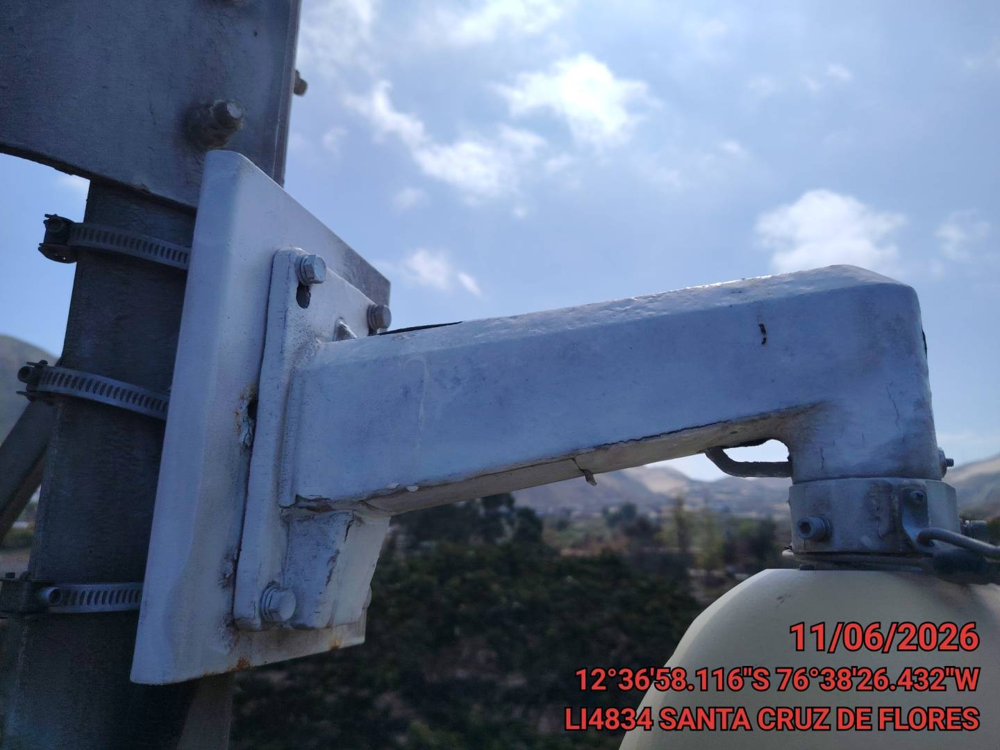 11/06/2026
12°36'58.116"S 76°38'26.432"W
LI4834 SANTA CRUZ DE FLORES